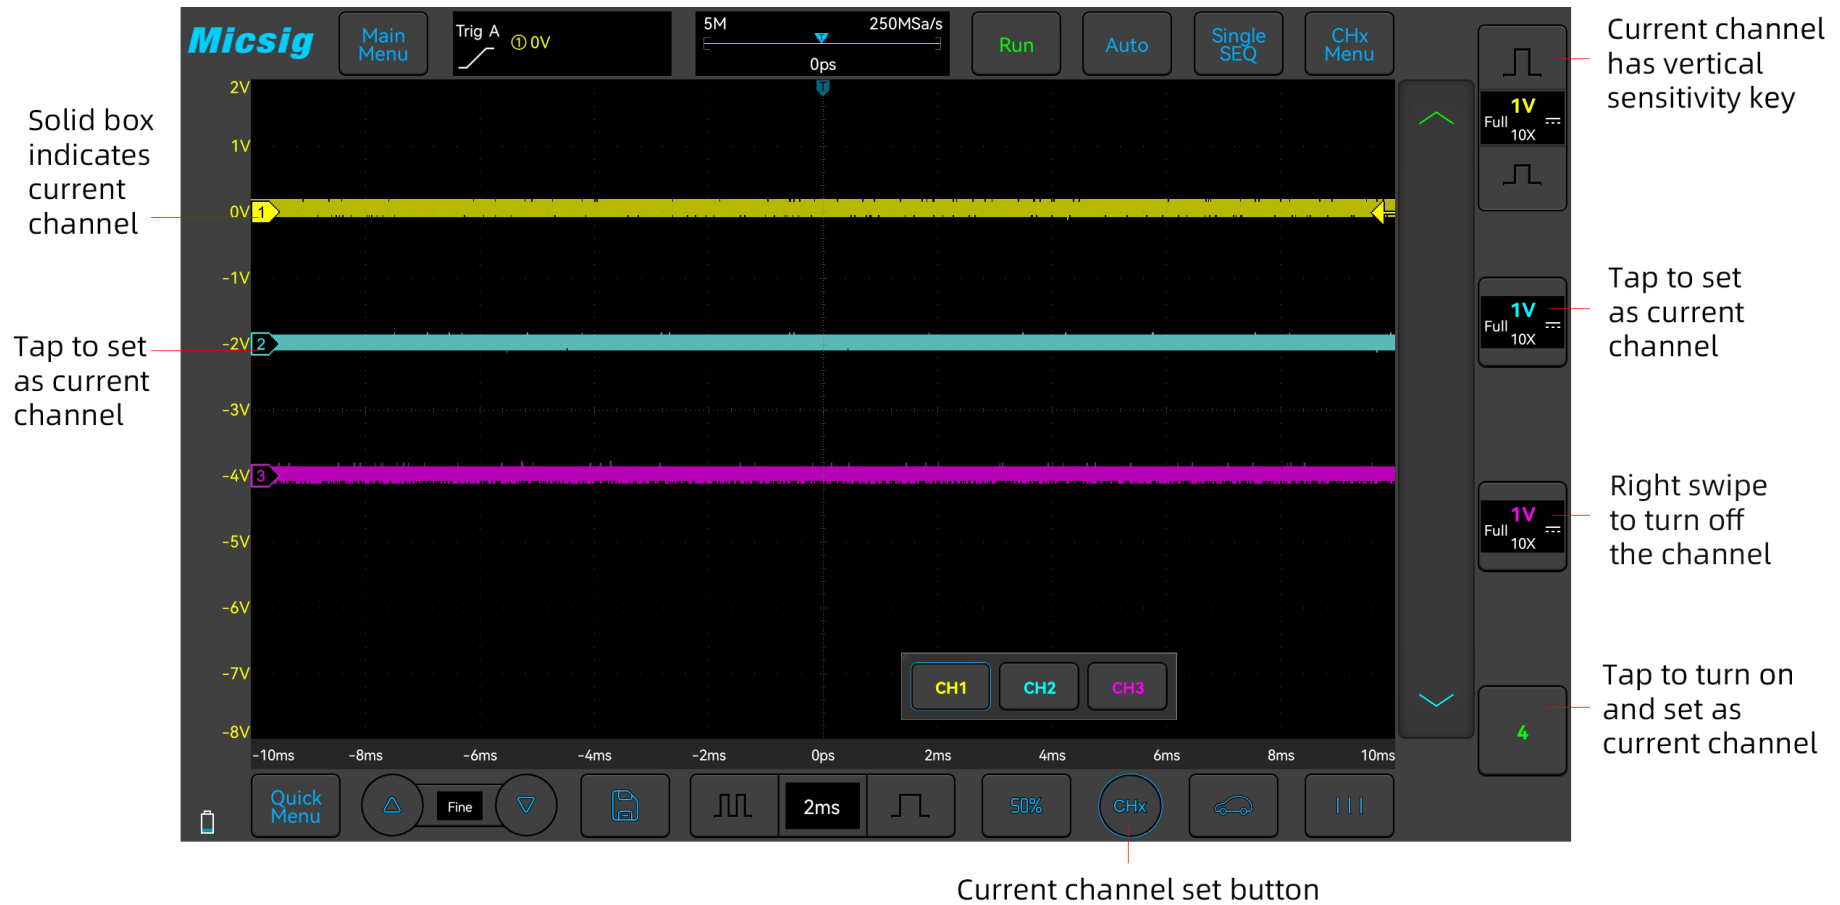 Micsig
Main
Menu
Trig A
① 0V
5M
250MSa/s
T
0ps
Run
Auto
Single
SEQ
CHx
Menu
Current channel
has vertical
sensitivity key
1V
Full
10X
Solid box
indicates
current
channel
Tap to set
as current
channel
2V
1V
0V
-1V
-2V
-3V
-4V
-5V
-6V
-7V
-8V
T
1
2
3
1V
Full
10X
Tap to set
as current
channel
1V
Full
10X
Right swipe
to turn off
the channel
4
Tap to turn on
and set as
current channel
CH1
CH2
CH3
-10ms
-8ms
-6ms
-4ms
-2ms
0ps
2ms
4ms
6ms
8ms
10ms
Quick
Menu
Fine
2ms
50%
CHx
Current channel set button